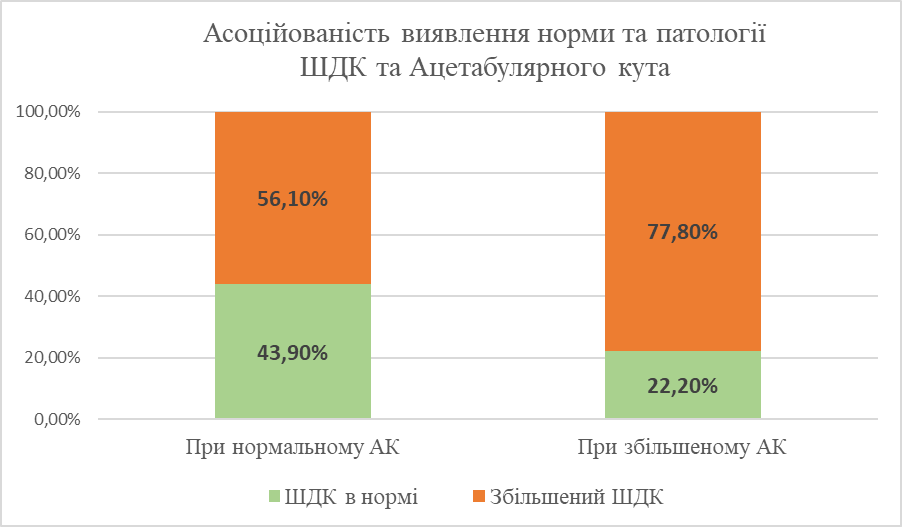 Асоційованість виявлення норми та патології
ШДК та Ацетабулярного кута
100,00%
80,00%
60,00%
40,00%
20,00%
0,00%
56,10%
43,90%
77,80%
22,20%
При нормальному АК
При збільшеному АК
ШДК в нормі
Збільшений ШДК